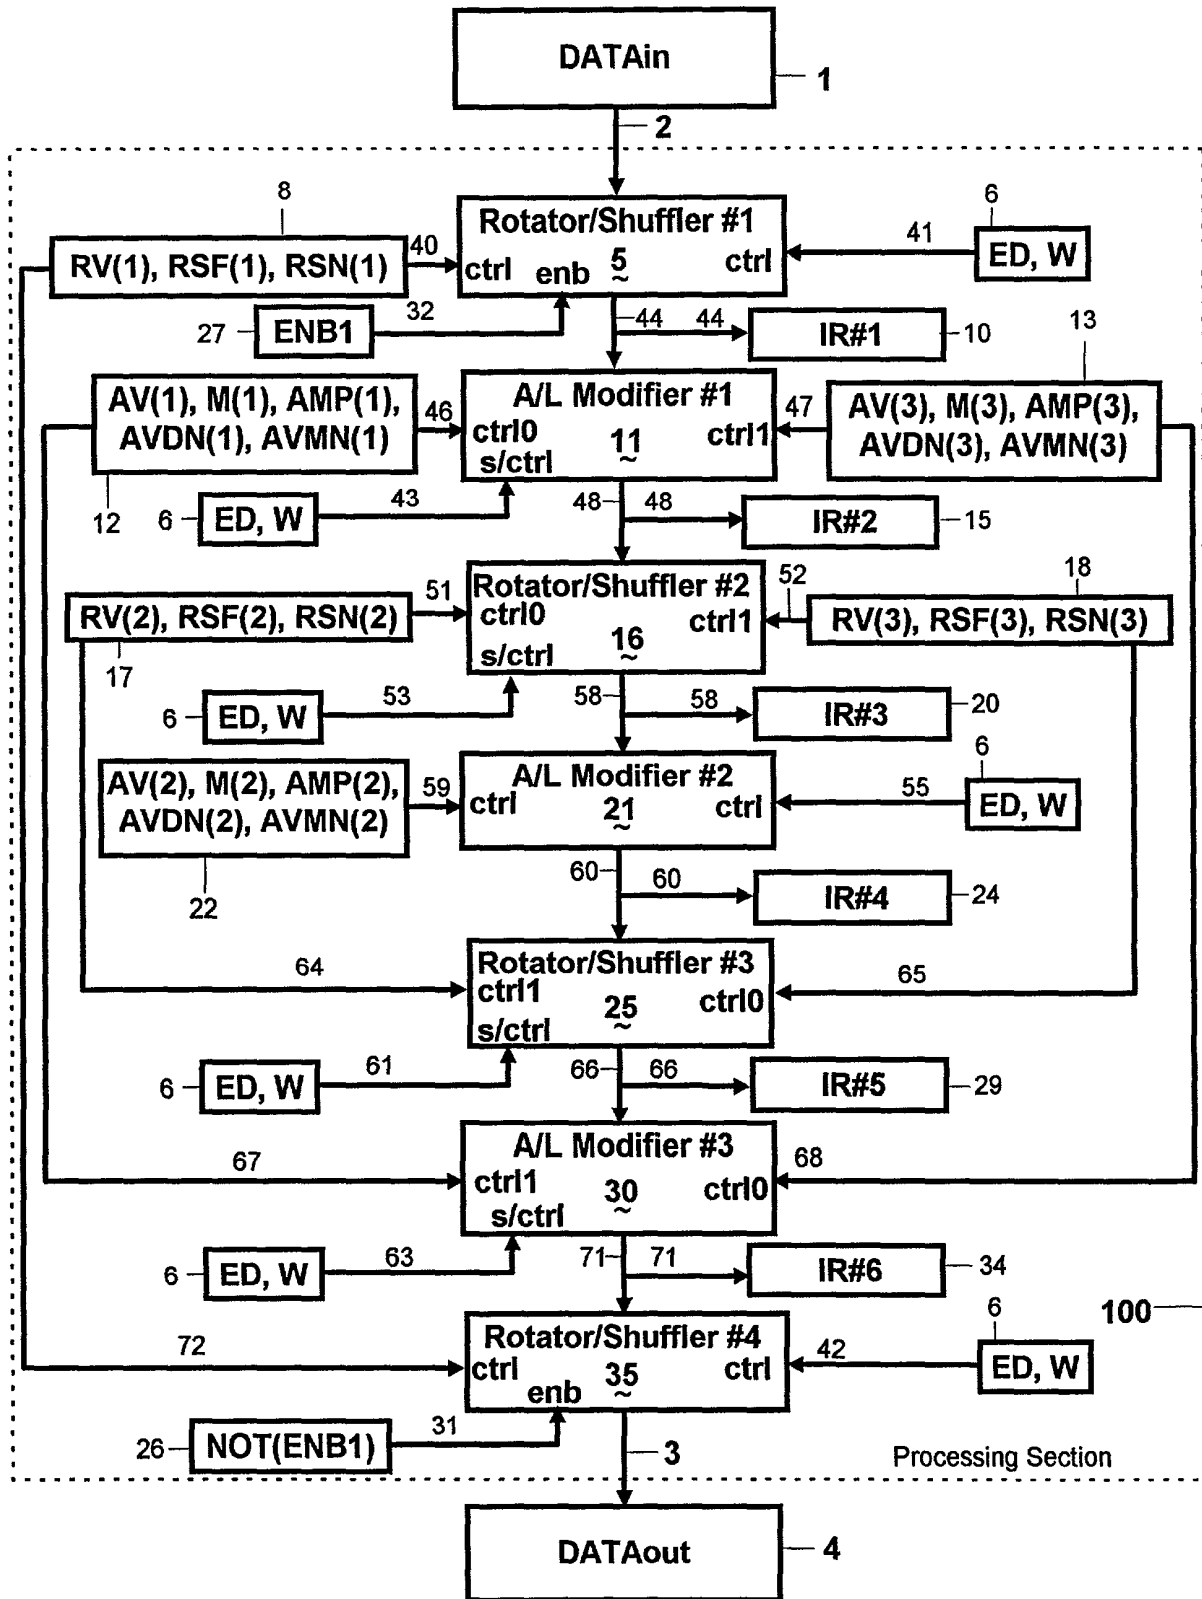 DATAin
1
2
8
6
Rotator/Shuffler #1
RV(1), RSF(1), RSN(1)
40
ctrl
enb
5
ctrl
41
ED, W
27
ENB1
32
44
44
IR#1
10
13
AV(1), M(1), AMP(1),
AVDN(1), AVMN(1)
46
A/L Modifier #1
ctrl0
11
ctrl1
s/ctrl
47
AV(3), M(3), AMP(3),
AVDN(3), AVMN(3)
12
6
ED, W
43
48
48
IR#2
15
RV(2), RSF(2), RSN(2)
51
Rotator/Shuffler #2
ctrl0
16
ctrl1
s/ctrl
52
18
RV(3), RSF(3), RSN(3)
17
6
ED, W
53
58
58
IR#3
20
AV(2), M(2), AMP(2),
AVDN(2), AVMN(2)
59
A/L Modifier #2
ctrl
21
ctrl
55
6
ED, W
22
60
60
IR#4
24
64
Rotator/Shuffler #3
ctrl1
25
ctrl0
s/ctrl
65
6
ED, W
61
66
66
IR#5
29
67
A/L Modifier #3
ctrl1
30
ctrl0
s/ctrl
68
6
ED, W
63
71
71
IR#6
34
72
Rotator/Shuffler #4
ctrl
35
ctrl
enb
42
6
ED, W
100
26
NOT(ENB1)
31
3
Processing Section
DATAout
4